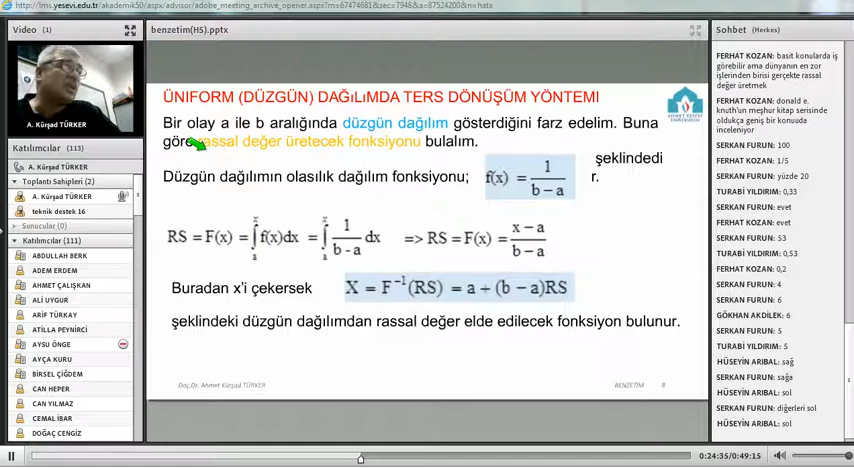 http://lms.yesevi.edu.tr/akademik50/aspx/advisor/adobe_meeting_archive_opener.aspx?m=67474681&sec=7948&a=87524200&n=hata
Video (1)
A. Kürşad TÜRKER
Katılımcılar (113)
A. Kürşad TÜRKER
Toplantı Sahipleri (2)
A. Kürşad TÜRKER
teknik destek 16
Sunucular (0)
Katılımcılar (111)
ABDULLAH BERK
ADEM ERDEM
AHMET ÇALIŞKAN
ALİ UYGUR
ARİF TÜRKAY
ATİLLA PEYNİRCİ
AYSU ÖNGE
AYÇA KURU
BİRSEL ÇİĞDEM
CAN HEPER
CAN YILMAZ
CEMAL İBAR
DOĞAÇ CENGİZ
benzetim(H5).pptx
ÜNIFORM (DÜZGÜN) DAĞıLıMDA TERS DÖNÜŞÜM YÖNTEMI
Bir olay a ile b aralığında düzgün dağılım gösterdiğini farz edelim. Buna
göre rassal değer üretecek fonksiyonu bulalım.
Düzgün dağılımın olasılık dağılım fonksiyonu; f(x) = 1/(b−a) şeklindedi
r.
RS = F(x) = ∫ₐˣ f(x)dx = ∫ₐˣ 1/(b-a) dx => RS = F(x) = (x−a)/(b−a)
Buradan x'i çekersek X = F⁻¹(RS) = a + (b−a)RS
şeklindeki düzgün dağılımdan rassal değer elde edilecek fonksiyon bulunur.
Doç.Dr. Ahmet Kürşad TÜRKER BENZETİM 8
Sohbet (Herkes)
FERHAT KOZAN: basit konularda iş
görebilir ama dünyanın en zor
işlerinden birisi gerçekte rasal
değer üretmek
FERHAT KOZAN: donald e.
knuth'un meşhur kitap serisinde
oldukça geniş bir konuda
inceleniyor
SERKAN FURUN: 100
FERHAT KOZAN: 1/5
SERKAN FURUN: yüzde 20
TURABİ YILDIRIM: 0,33
SERKAN FURUN: evet
FERHAT KOZAN: evet
SERKAN FURUN: 53
TURABİ YILDIRIM: 0,53
FERHAT KOZAN: 0,2
SERKAN FURUN: 4
SERKAN FURUN: 6
GÖKHAN AKDİLEK: 6
SERKAN FURUN: 5
TURABİ YILDIRIM: 5
HÜSEYİN ARIBAL: sağ
SERKAN FURUN: sağa
HÜSEYİN ARIBAL: sol
SERKAN FURUN: diğerleri sol
HÜSEYİN ARIBAL: sol
0:24:35/0:49:15